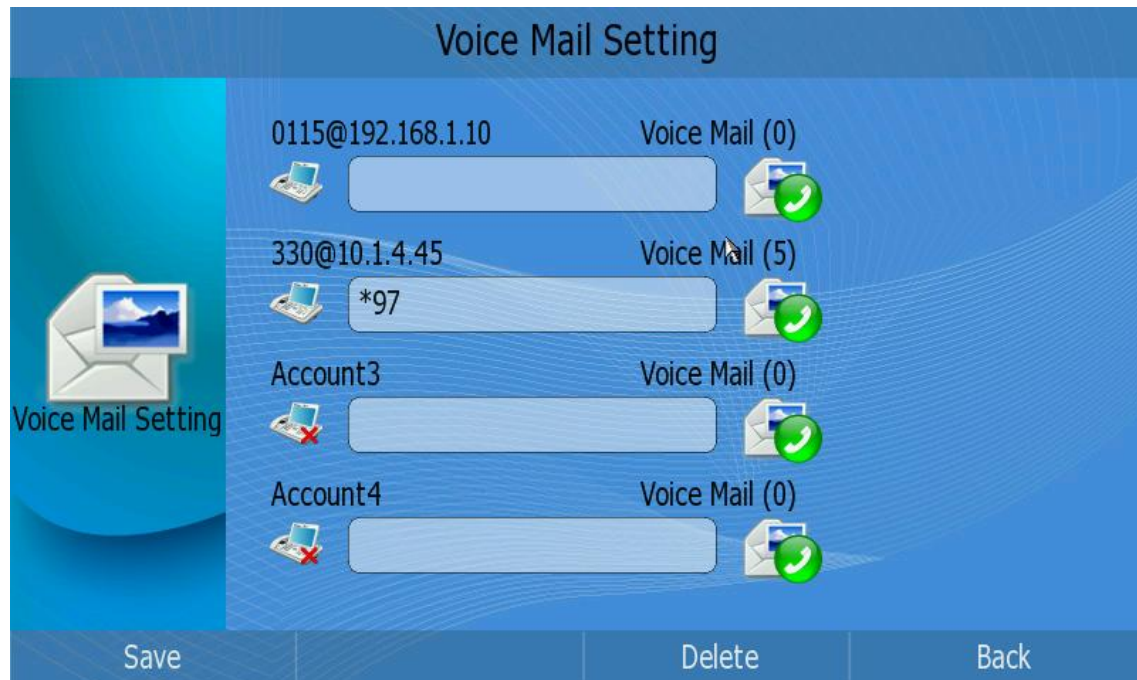 Voice Mail Setting
0115@192.168.1.10 Voice Mail (0)
330@10.1.4.45 Voice Mail (5)
*97
Account3 Voice Mail (0)
Voice Mail Setting
Account4 Voice Mail (0)
Save Delete Back